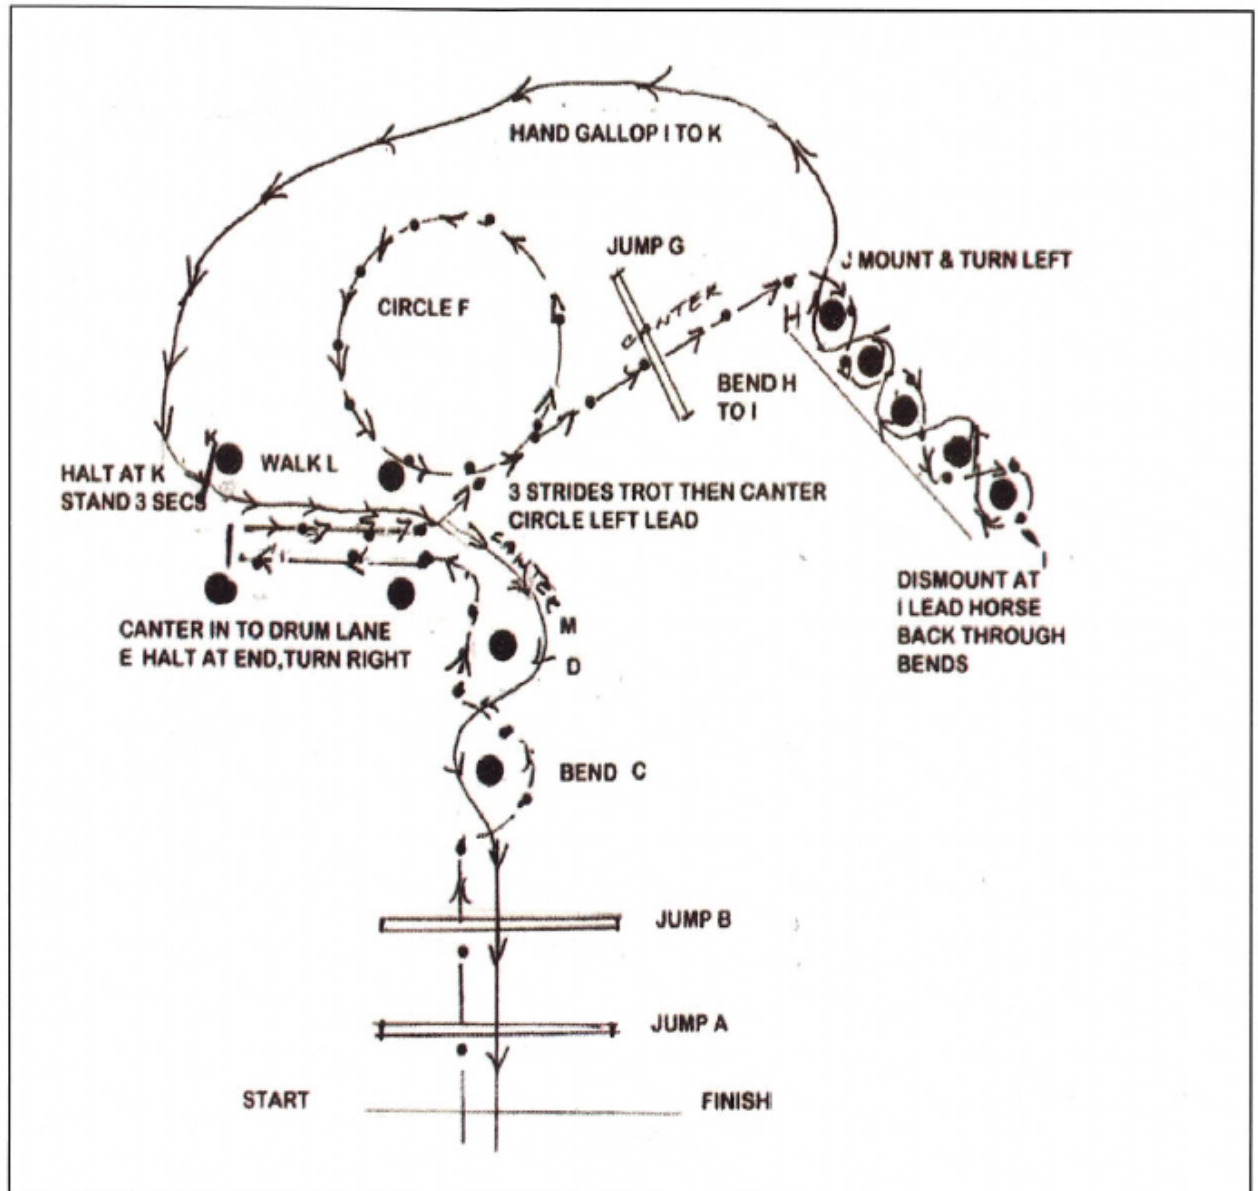 HAND GALLOP I TO K
JUMP G
J MOUNT & TURN LEFT
CIRCLE F
CANTER
H
BEND H
TO I
K
WALK L
HALT AT K
STAND 3 SECS
3 STRIDES TROT THEN CANTER
CIRCLE LEFT LEAD
CANTER
I
DISMOUNT AT
I LEAD HORSE
BACK THROUGH
BENDS
CANTER IN TO DRUM LANE
E HALT AT END,TURN RIGHT
M
D
BEND C
JUMP B
JUMP A
START
FINISH